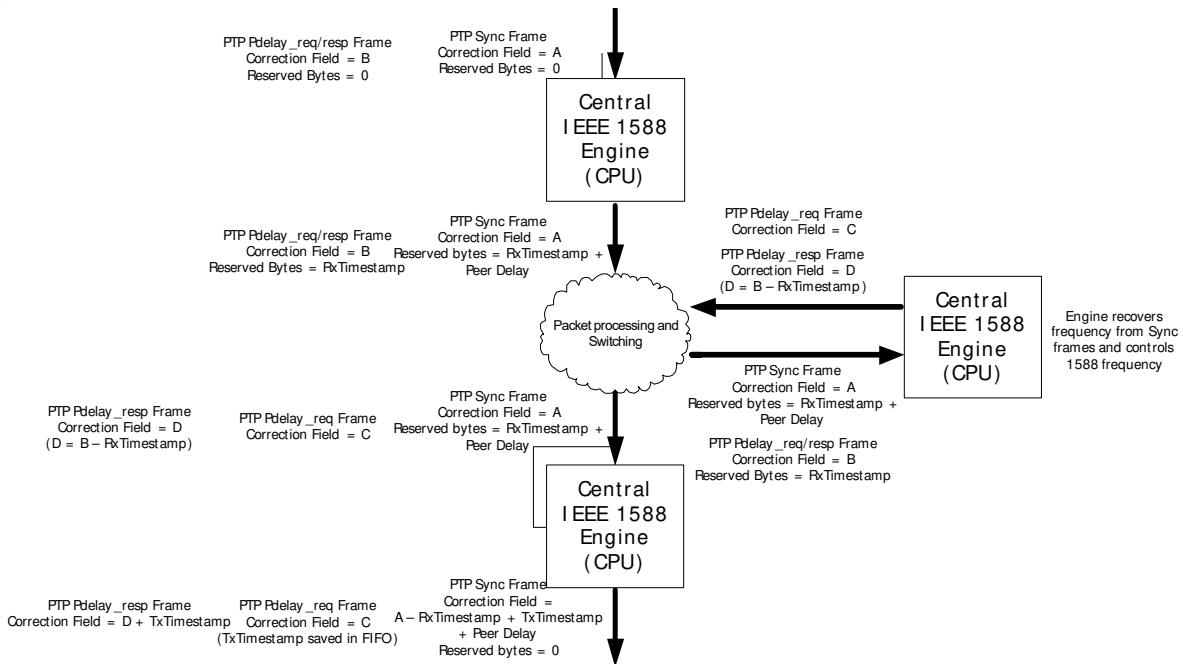 PTP Pdelay_req/resp Frame
Correction Field = B
Reserved Bytes = 0
PTP Sync Frame
Correction Field = A
Reserved Bytes = 0
Central
IEEE 1588
Engine
(CPU)
PTP Pdelay_req/resp Frame
Correction Field = B
Reserved Bytes = RxTimestamp
PTP Sync Frame
Correction Field = A
Reserved bytes = RxTimestamp +
Peer Delay
PTP Pdelay_req Frame
Correction Field = C
PTP Pdelay_resp Frame
Correction Field = D
(D = B – RxTimestamp)
Packet processing and
Switching
Central
IEEE 1588
Engine
(CPU)
Engine recovers
frequency from Sync
frames and controls
1588 frequency
PTP Sync Frame
Correction Field = A
Reserved bytes = RxTimestamp +
Peer Delay
PTP Pdelay_req/resp Frame
Correction Field = B
Reserved Bytes = RxTimestamp
PTP Pdelay_resp Frame
Correction Field = D
(D = B – RxTimestamp)
PTP Pdelay_req Frame
Correction Field = C
PTP Sync Frame
Correction Field = A
Reserved bytes = RxTimestamp +
Peer Delay
Central
IEEE 1588
Engine
(CPU)
PTP Pdelay_resp Frame
Correction Field = D + TxTimestamp
PTP Pdelay_req Frame
Correction Field = C
(TxTimestamp saved in FIFO)
PTP Sync Frame
Correction Field =
A – RxTimestamp + TxTimestamp
+ Peer Delay
Reserved bytes = 0